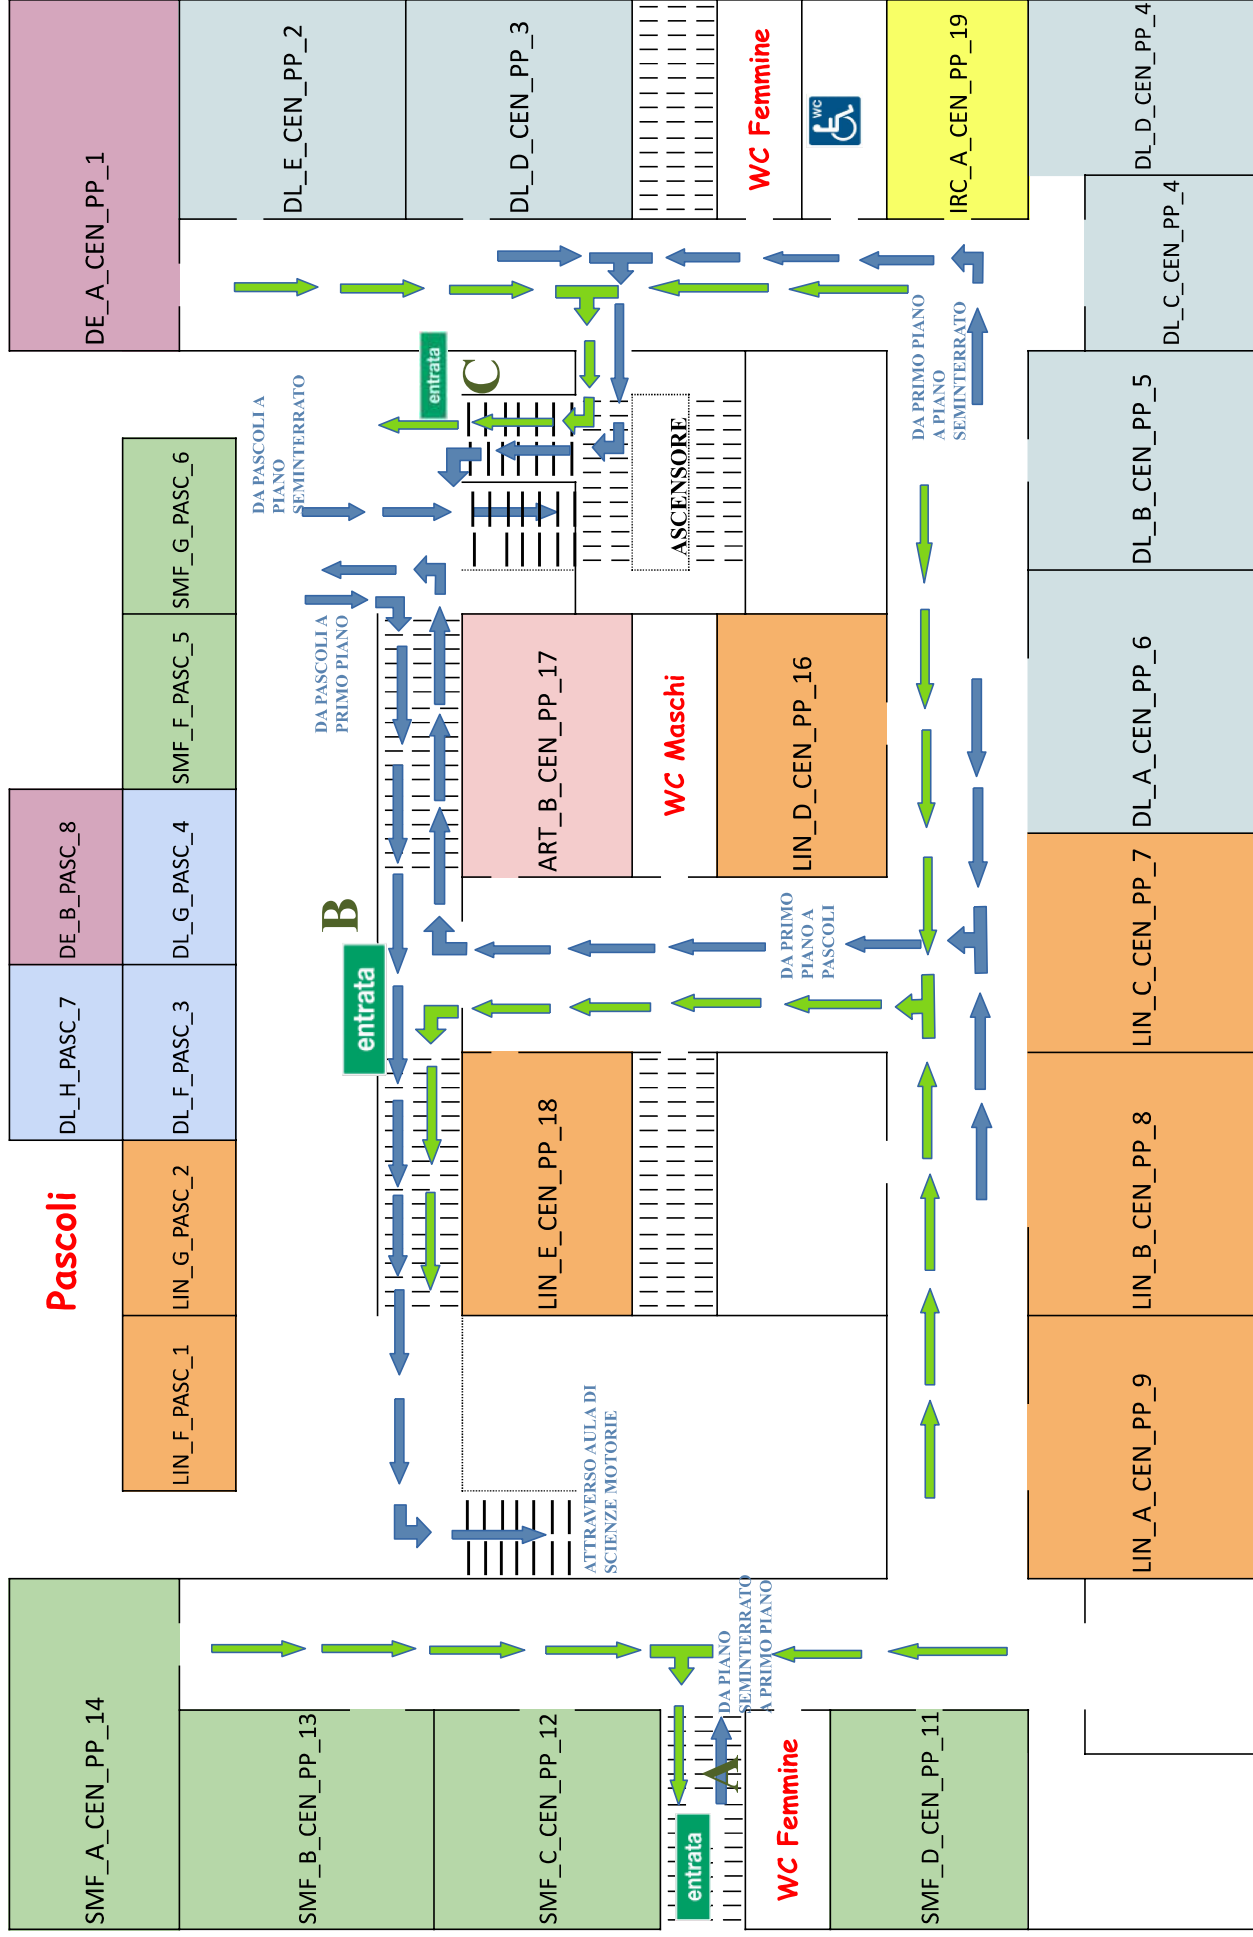 DE_A_CEN_PP_1
DL_E_CEN_PP_2
DL_D_CEN_PP_3
WC Femmine
WC
IRC_A_CEN_PP_19
DL_D_CEN_PP_4
DL_C_CEN_PP_4
DL_B_CEN_PP_5
DL_A_CEN_PP_6
LIN_C_CEN_PP_7
LIN_B_CEN_PP_8
LIN_A_CEN_PP_9
DA PRIMO PIANO
A PIANO
SEMINTERRATO
entrata
C
ASCENSORE
DA PASCOLI A
PIANO
SEMINTERRATO
DA PASCOLI A
PRIMO PIANO
SMF_G_PASC_6
SMF_F_PASC_5
DE_B_PASC_8
DL_G_PASC_4
DL_H_PASC_7
DL_F_PASC_3
Pascoli
LIN_G_PASC_2
LIN_F_PASC_1
B
entrata
ART_B_CEN_PP_17
WC Maschi
LIN_D_CEN_PP_16
DA PRIMO
PIANO A
PASCOLI
LIN_E_CEN_PP_18
ATTRAVERSO AULA DI
SCIENZE MOTORIE
DA PIANO
SEMINTERRATO
A PRIMO PIANO
SMF_A_CEN_PP_14
SMF_B_CEN_PP_13
SMF_C_CEN_PP_12
A
entrata
WC Femmine
SMF_D_CEN_PP_11